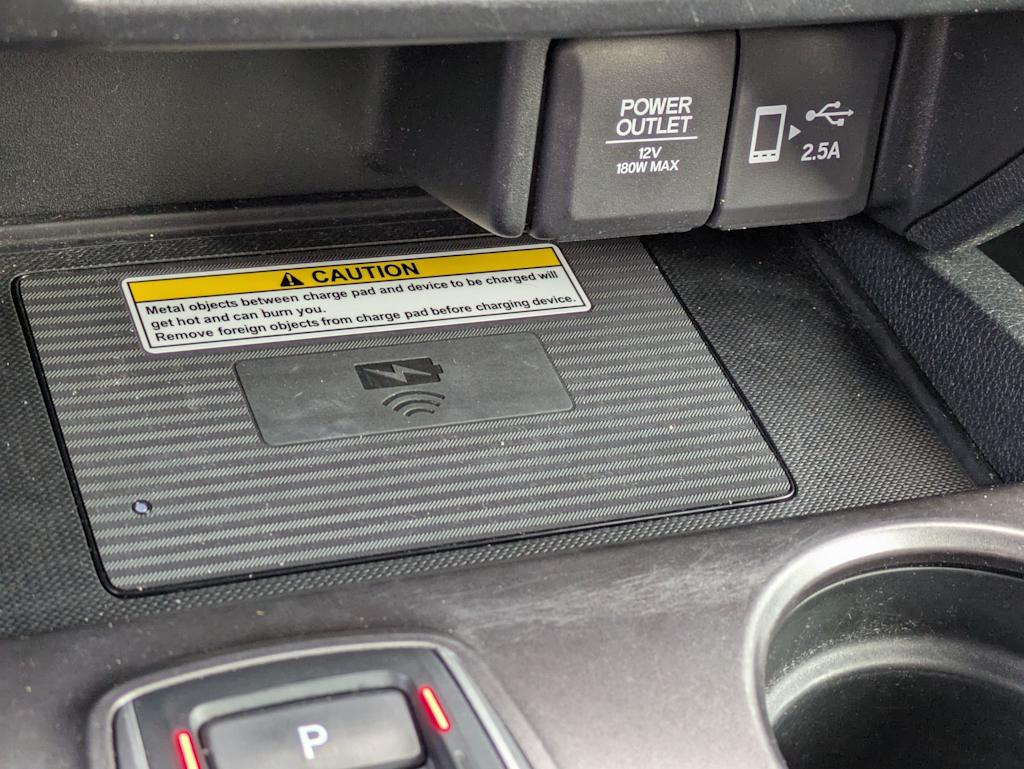 POWER
OUTLET
12V
180W MAX
2.5A
CAUTION
Metal objects between charge pad and device to be charged will
get hot and can burn you.
Remove foreign objects from charge pad before charging device.
P